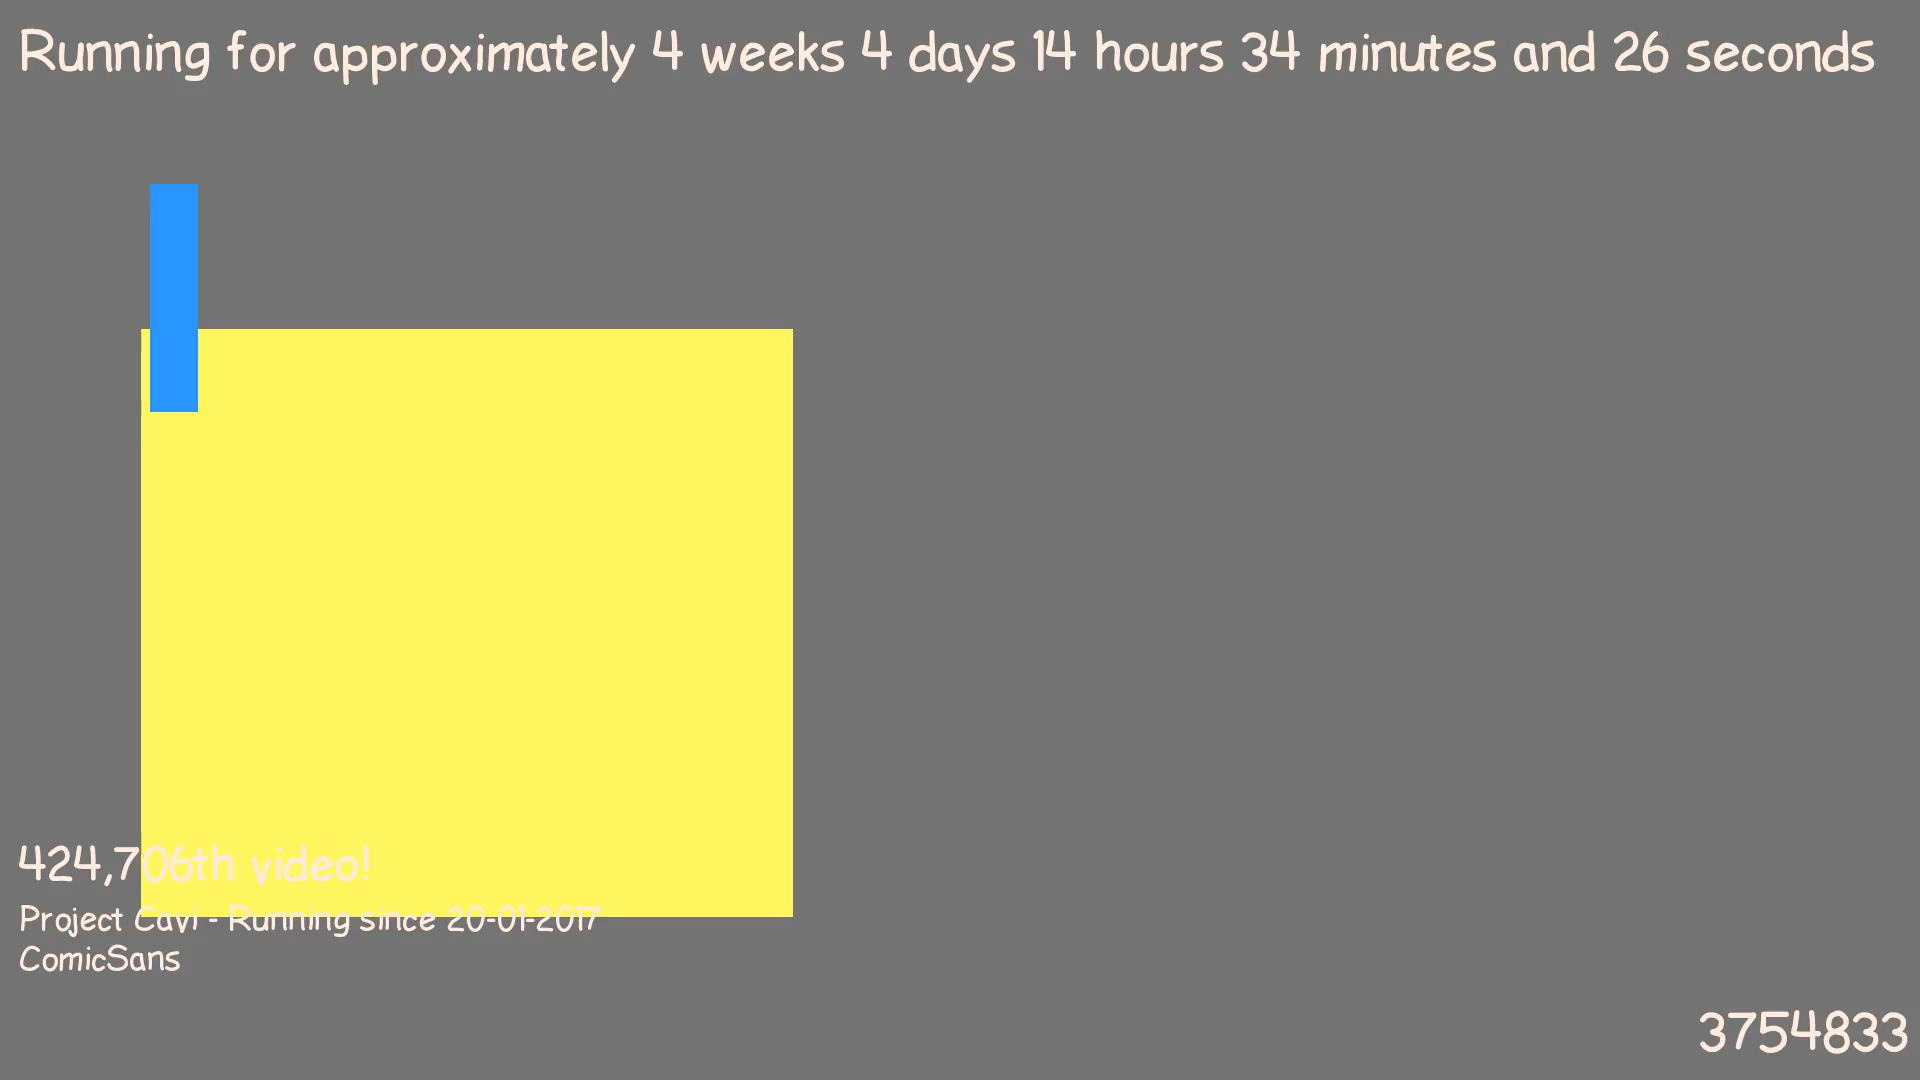 Running for approximately 4 weeks 4 days 14 hours 34 minutes and 26 seconds
424,706th video!
Project Cavi - Running since 20-01-2017
ComicSans
3754833